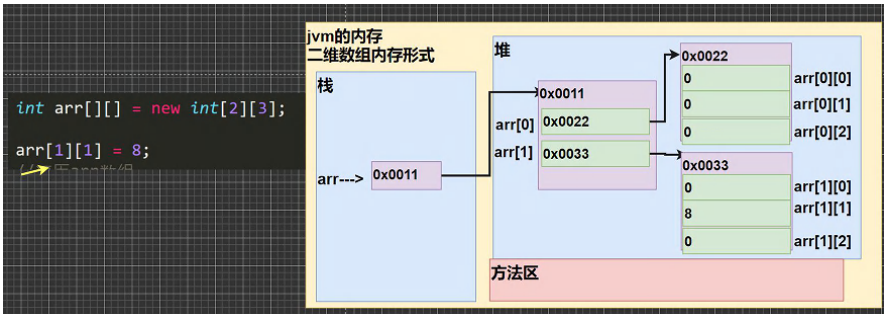 int arr[][] = new int[2][3];
arr[1][1] = 8;
jvm的内存
二维数组内存形式
栈
arr--->
0x0011
堆
0x0011
arr[0]
0x0022
arr[1]
0x0033
0x0022
0
arr[0][0]
0
arr[0][1]
0
arr[0][2]
0x0033
0
arr[1][0]
8
arr[1][1]
0
arr[1][2]
方法区